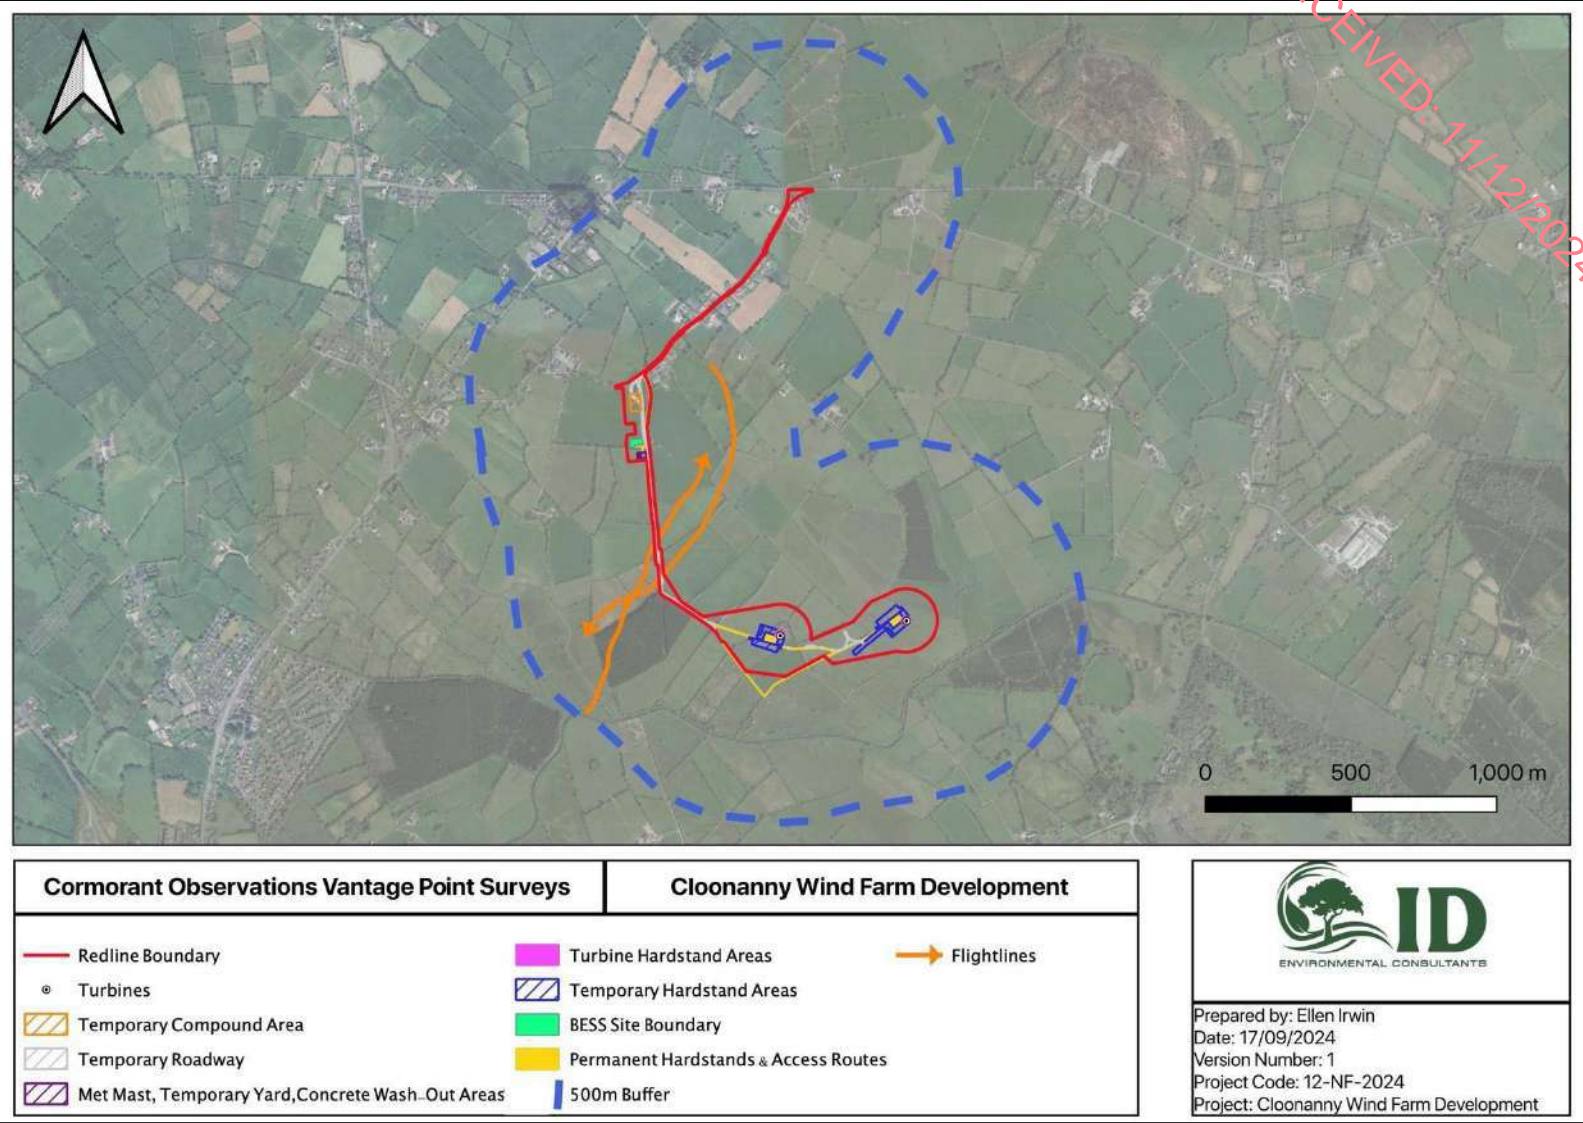 CEIVED: 11/12/2024
0 500 1,000 m
Cormorant Observations Vantage Point Surveys
Cloonanny Wind Farm Development
Redline Boundary
Turbines
Temporary Compound Area
Temporary Roadway
Met Mast, Temporary Yard,Concrete Wash-Out Areas
Turbine Hardstand Areas
Temporary Hardstand Areas
BESS Site Boundary
Permanent Hardstands & Access Routes
500m Buffer
Flightlines
ID
ENVIRONMENTAL CONSULTANTS
Prepared by: Ellen Irwin
Date: 17/09/2024
Version Number: 1
Project Code: 12-NF-2024
Project: Cloonanny Wind Farm Development